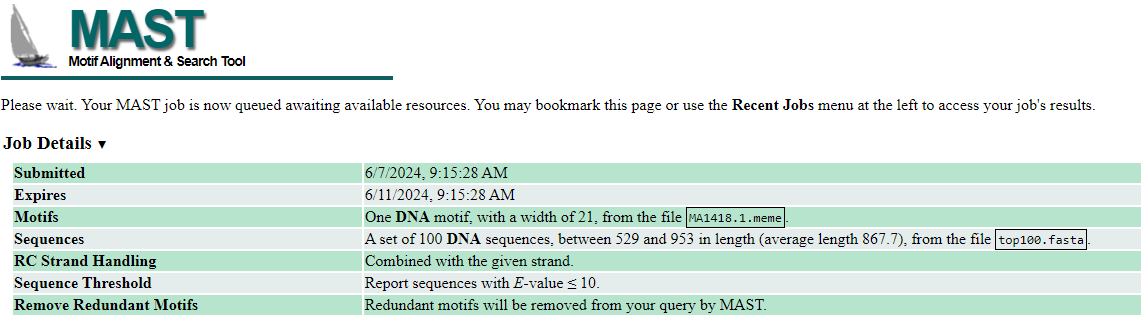 MAST
Motif Alignment & Search Tool
Please wait. Your MAST job is now queued awaiting available resources. You may bookmark this page or use the Recent Jobs menu at the left to access your job's results.
Job Details ▼
Submitted 6/7/2024, 9:15:28 AM
Expires 6/11/2024, 9:15:28 AM
Motifs One DNA motif, with a width of 21, from the file MA1418.1.meme.
Sequences A set of 100 DNA sequences, between 529 and 953 in length (average length 867.7), from the file top100.fasta.
RC Strand Handling Combined with the given strand.
Sequence Threshold Report sequences with E-value ≤ 10.
Remove Redundant Motifs Redundant motifs will be removed from your query by MAST.